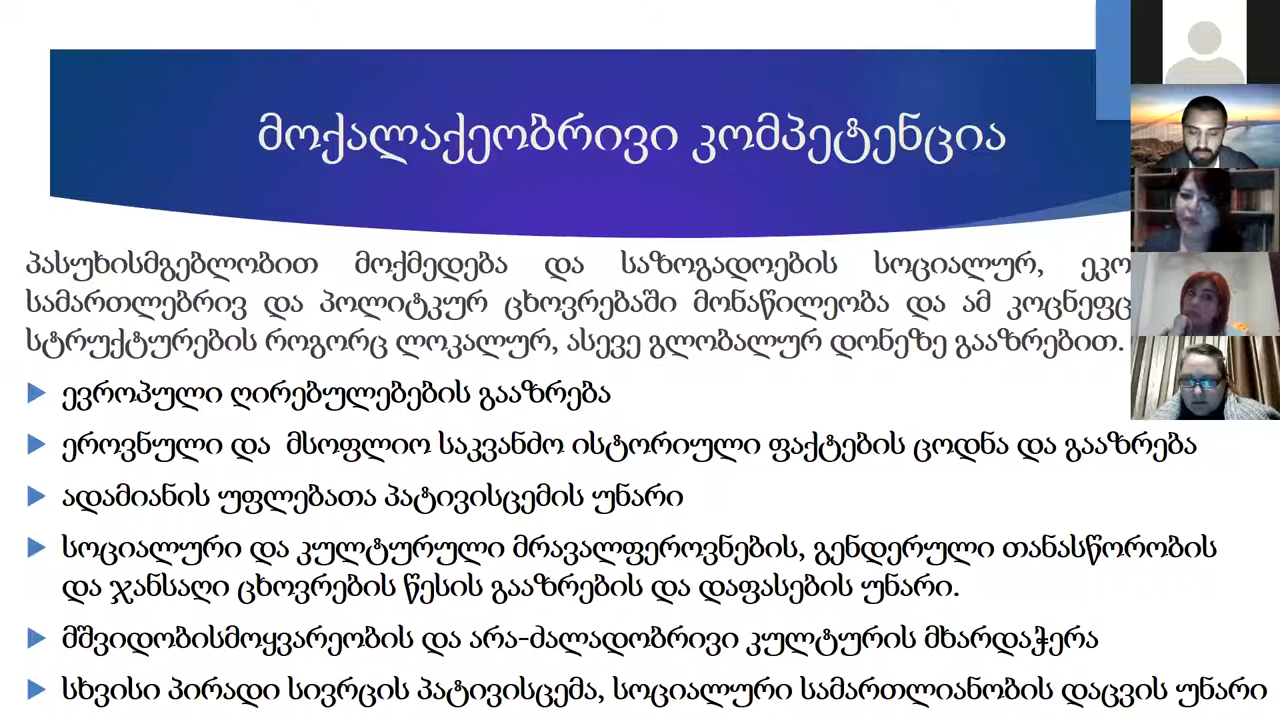 მოქალაქეობრივი კომპეტენცია
პასუხისმგებლობით მოქმედება და საზოგადოების სოციალურ,
სამართლებრივ და პოლიტკურ ცხოვრებაში მონაწილეობა და ამ
სტრუქტურების როგორც ლოკალურ, ასევე გლობალურ დონეზე გააზრებით.
ევროპული ღირებულებების გააზრება
ეროვნული და მსოფლიო საკვანძო ისტორიული ფაქტების ცოდნა და გააზრება
ადამიანის უფლებათა პატივისცემის უნარი
სოციალური და კულტურული მრავალფეროვნების, გენდერული თანასწორობის
და ჯანსაღი ცხოვრების წესის გააზრების და დაფასების უნარი.
მშვიდობისმოყვარეობის და არა-ძალადობრივი კულტურის მხარდაჭერა
სხვისი პირადი სივრცის პატივისცემა, სოციალური სამართლიანობის დაცვის უნარი